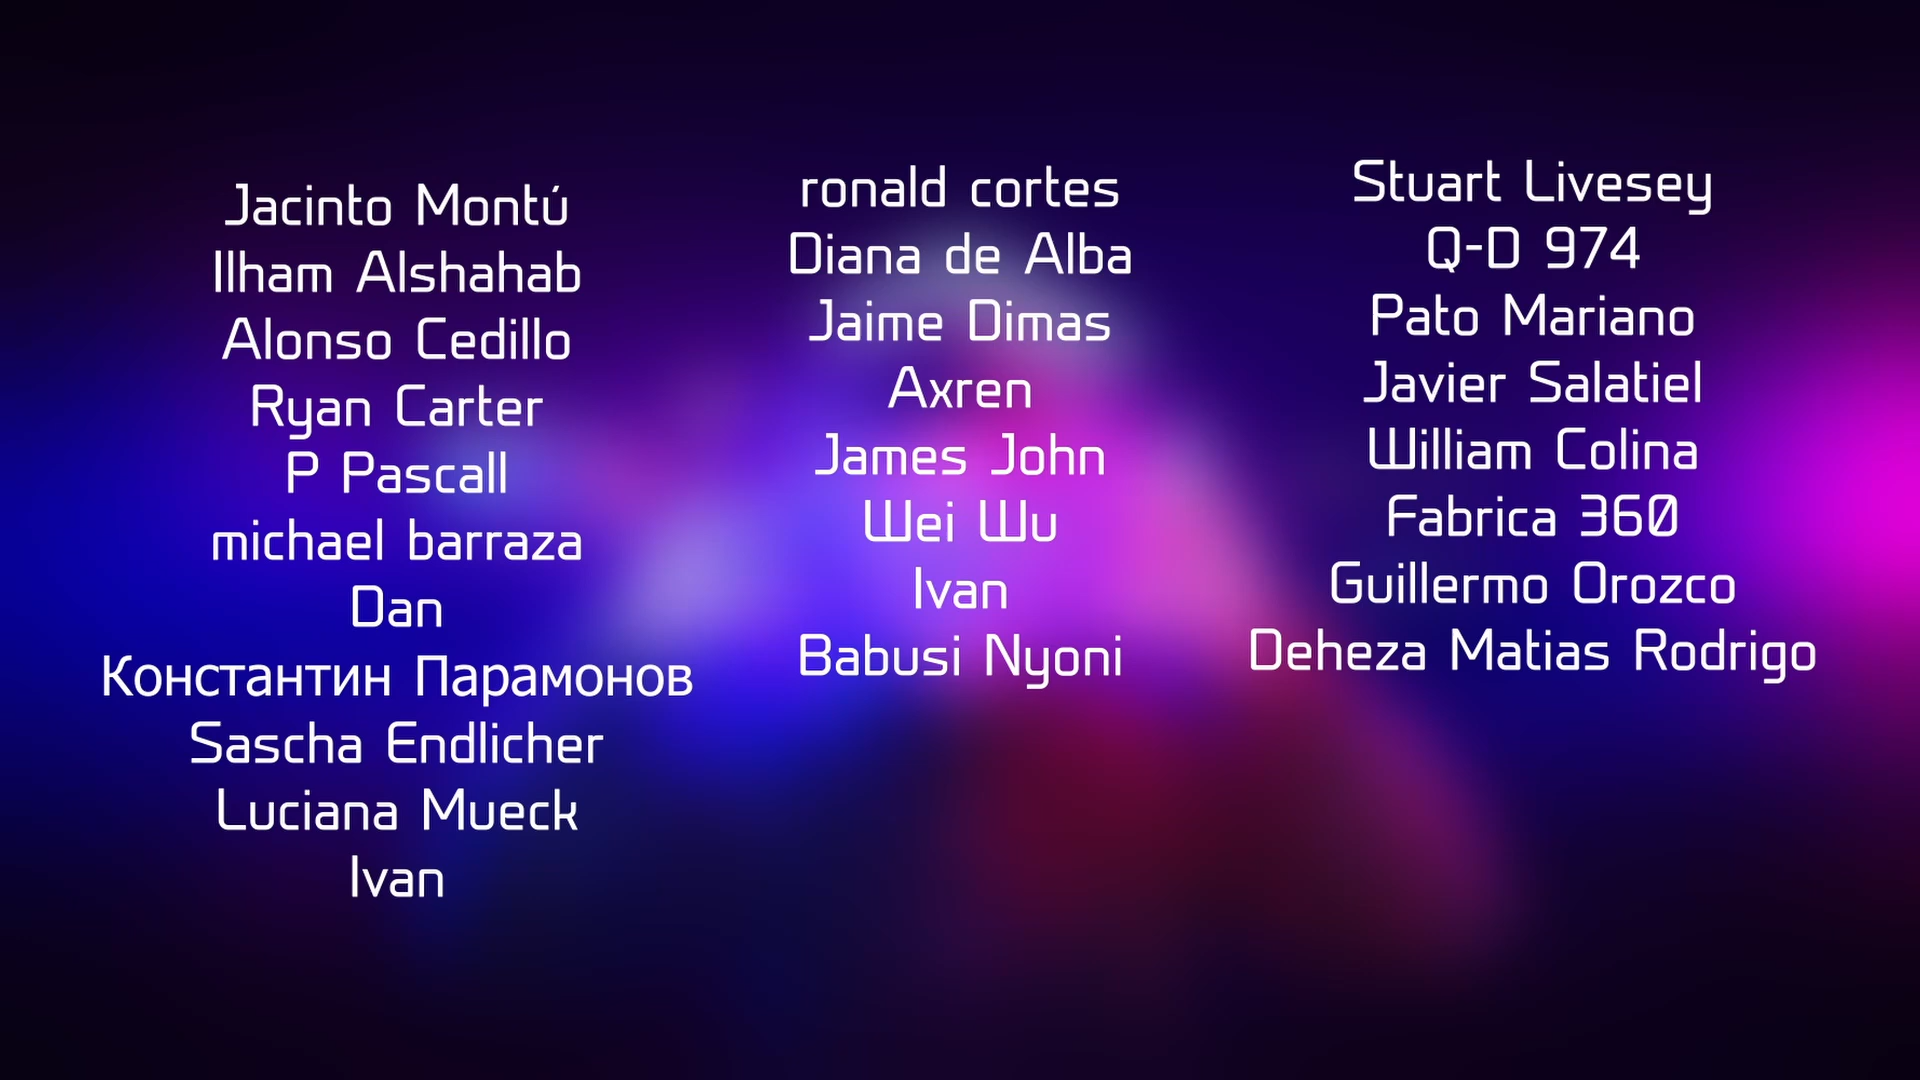 Jacinto Montú
Ilham Alshahab
Alonso Cedillo
Ryan Carter
P Pascall
michael barraza
Dan
Константин Парамонов
Sascha Endlicher
Luciana Mueck
Ivan
ronald cortes
Diana de Alba
Jaime Dimas
Axren
James John
Wei Wu
Ivan
Babusi Nyoni
Stuart Livesey
Q-D 974
Pato Mariano
Javier Salatiel
William Colina
Fabrica 360
Guillermo Orozco
Deheza Matias Rodrigo